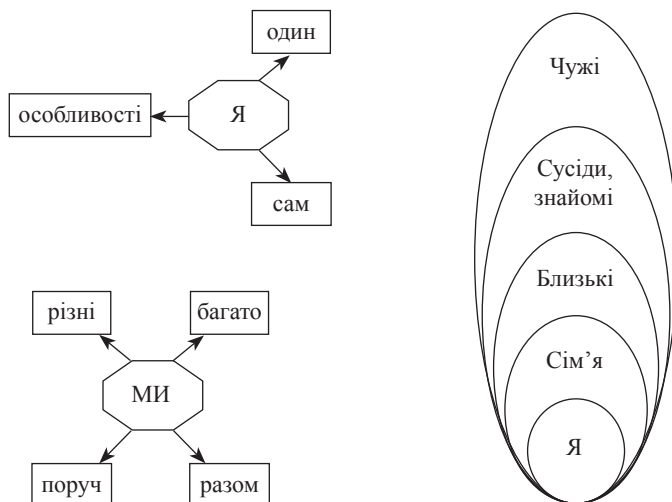 один
особливості
Я
сам
різні
багато
МИ
поруч
разом
Чужі
Сусіди,
знайомі
Близькі
Сім’я
Я